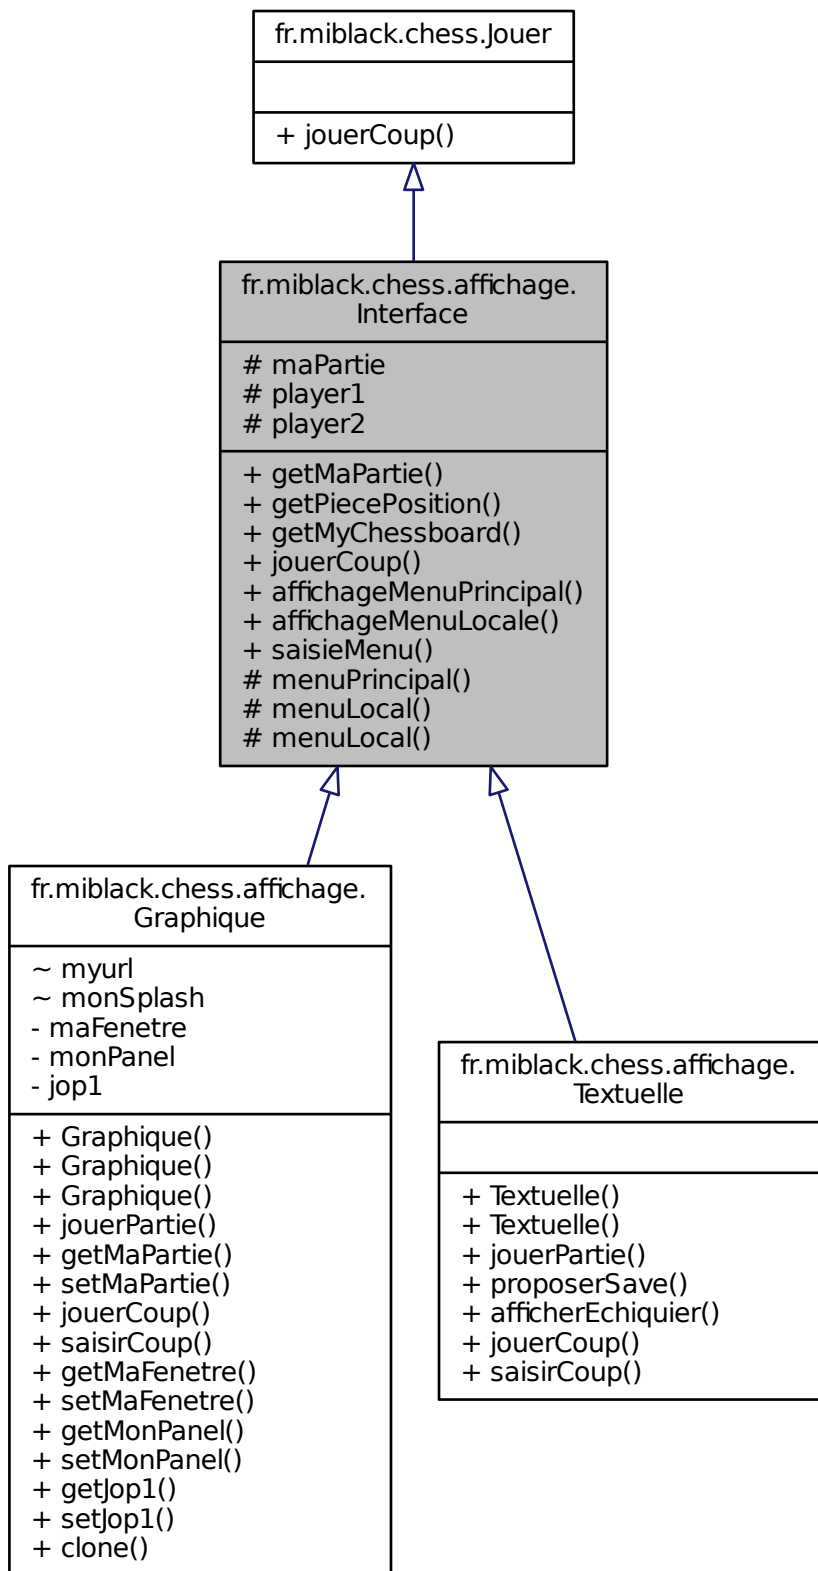 fr.miblack.chess.Jouer
+ jouerCoup()
fr.miblack.chess.affichage.
Interface
# maPartie
# player1
# player2
+ getMaPartie()
+ getPiecePosition()
+ getMyChessboard()
+ jouerCoup()
+ affichageMenuPrincipal()
+ affichageMenuLocale()
+ saisieMenu()
# menuPrincipal()
# menuLocal()
# menuLocal()
fr.miblack.chess.affichage.
Graphique
~ myurl
~ monSplash
- maFenetre
- monPanel
- jop1
+ Graphique()
+ Graphique()
+ Graphique()
+ jouerPartie()
+ getMaPartie()
+ setMaPartie()
+ jouerCoup()
+ saisirCoup()
+ getMaFenetre()
+ setMaFenetre()
+ getMonPanel()
+ setMonPanel()
+ getJop1()
+ setJop1()
+ clone()
fr.miblack.chess.affichage.
Textuelle
+ Textuelle()
+ Textuelle()
+ jouerPartie()
+ proposerSave()
+ afficherEchiquier()
+ jouerCoup()
+ saisirCoup()